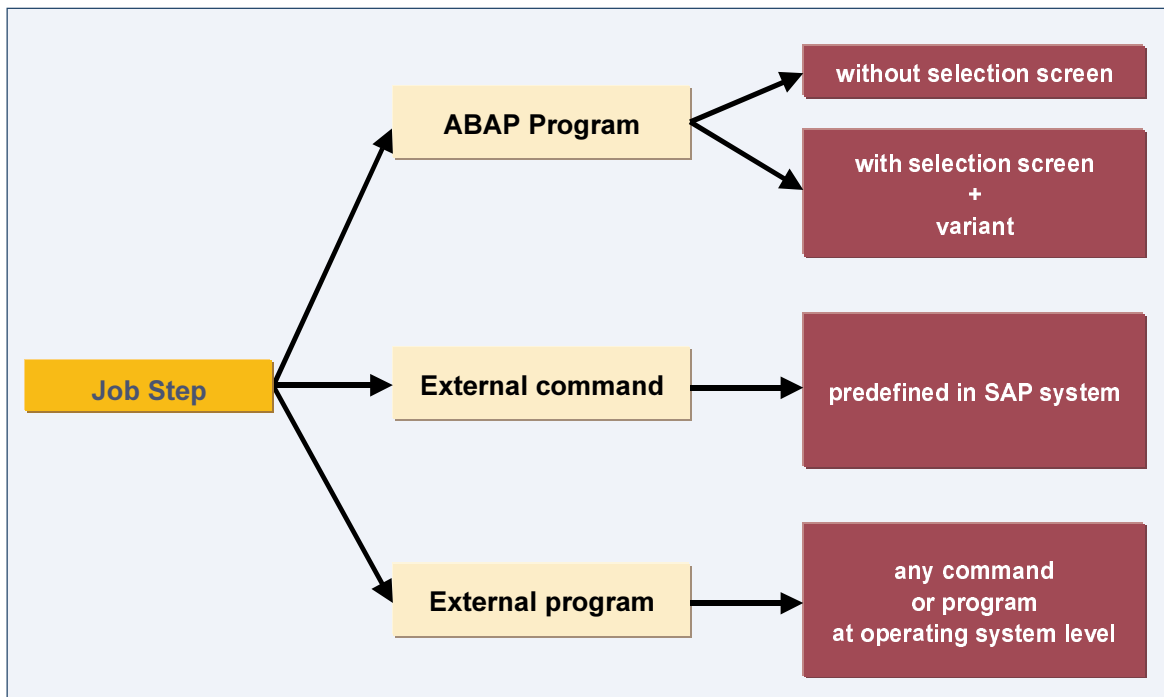 without selection screen
ABAP Program
with selection screen
+
variant
Job Step
External command
predefined in SAP system
External program
any command
or program
at operating system level